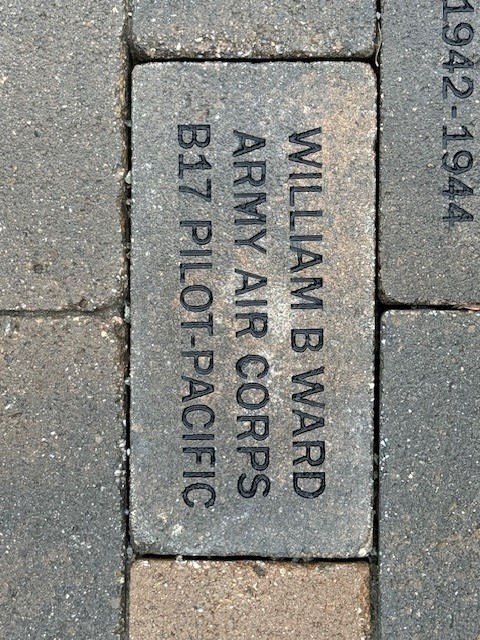 1942-1944
WILLIAM B WARD
ARMY AIR CORPS
B17 PILOT-PACIFIC